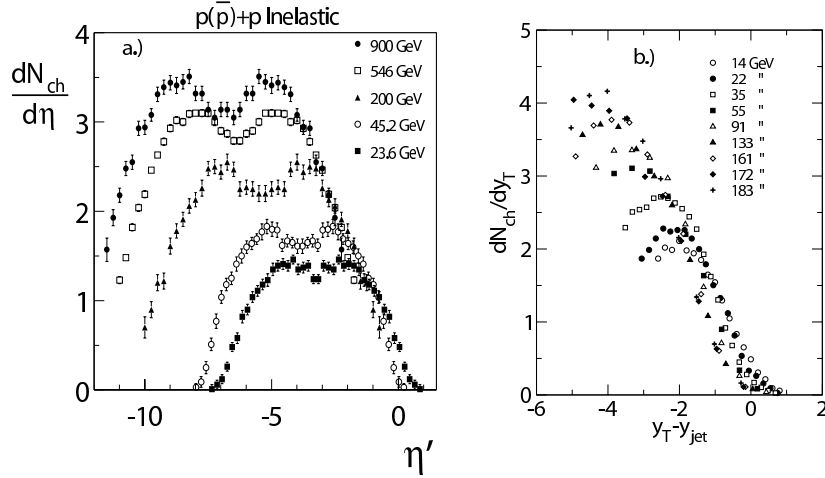 p(p̅)+p Inelastic
a.)
900 GeV
546 GeV
200 GeV
45.2 GeV
23.6 GeV
dN_ch
dη
4
3
2
1
0
-10
-5
0
η'
b.)
14 GeV
22 "
35 "
55 "
91 "
133 "
161 "
172 "
183 "
dN_ch/dy_T
5
4
3
2
1
0
-6
-4
-2
0
2
y_T-y_jet